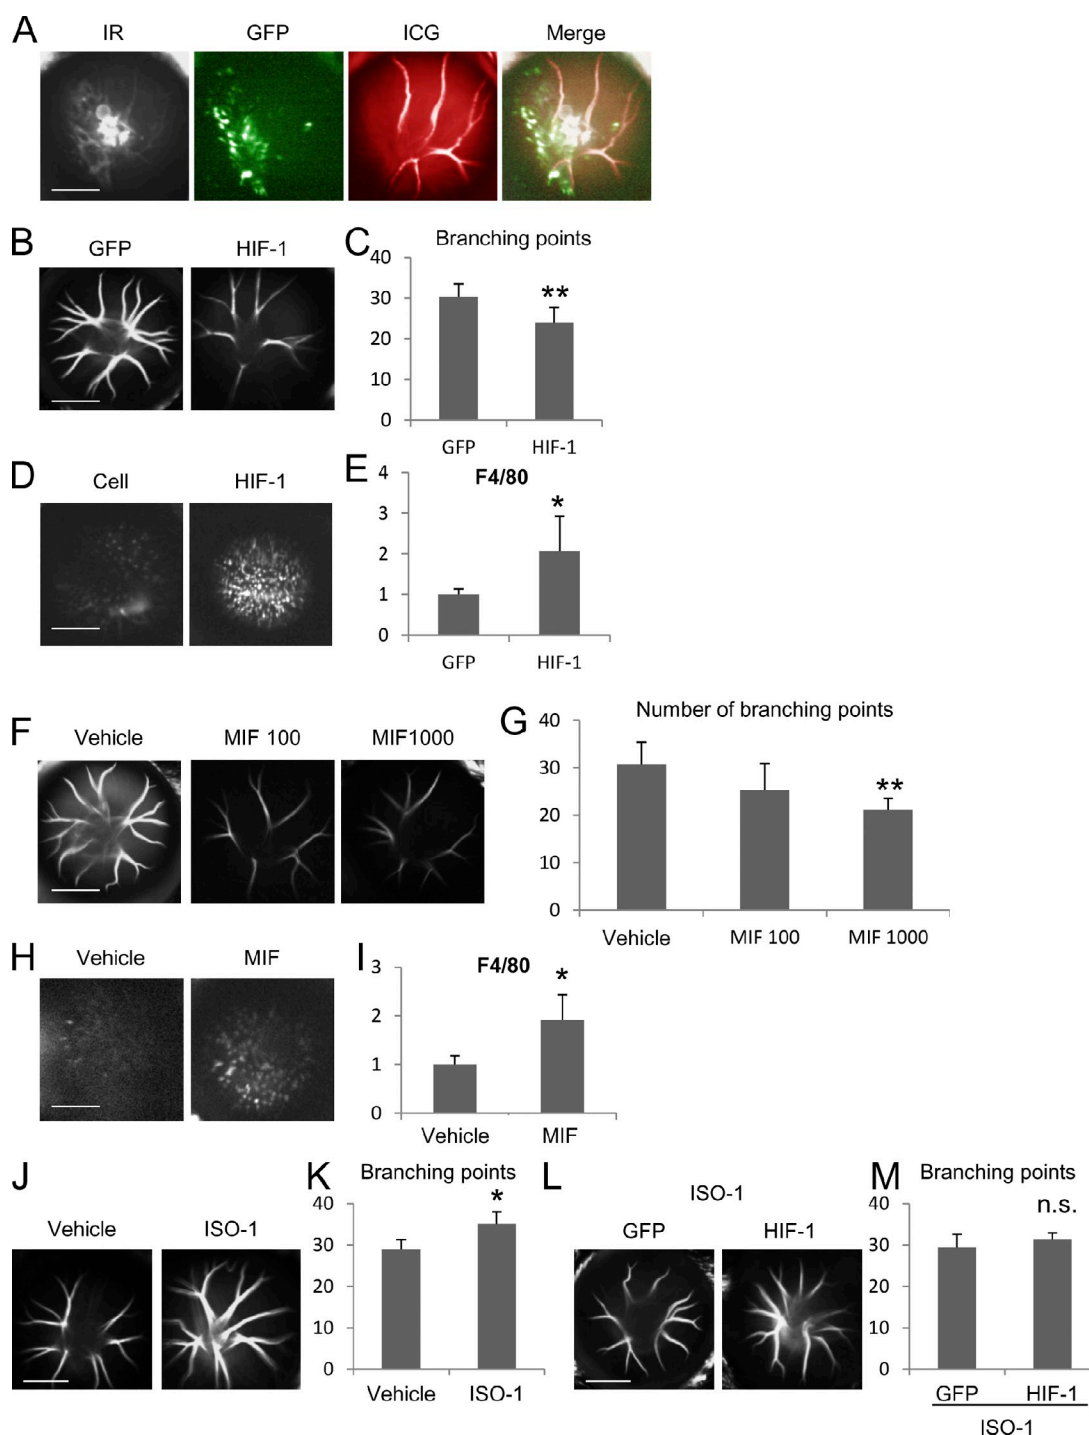 A
IR GFP ICG Merge
B
GFP HIF-1
C
Branching points
40
30
20
10
0
**
GFP HIF-1
D
Cell HIF-1
E
F4/80
4
3
2
1
0
*
GFP HIF-1
F
Vehicle MIF 100 MIF1000
G
Number of branching points
40
30
20
10
0
**
Vehicle MIF 100 MIF 1000
H
Vehicle MIF
I
F4/80
3
2
1
0
*
Vehicle MIF
J
Vehicle ISO-1
K
Branching points
40
30
20
10
0
*
Vehicle ISO-1
L
ISO-1
GFP HIF-1
M
Branching points
40
30
20
10
0
n.s.
GFP HIF-1
ISO-1